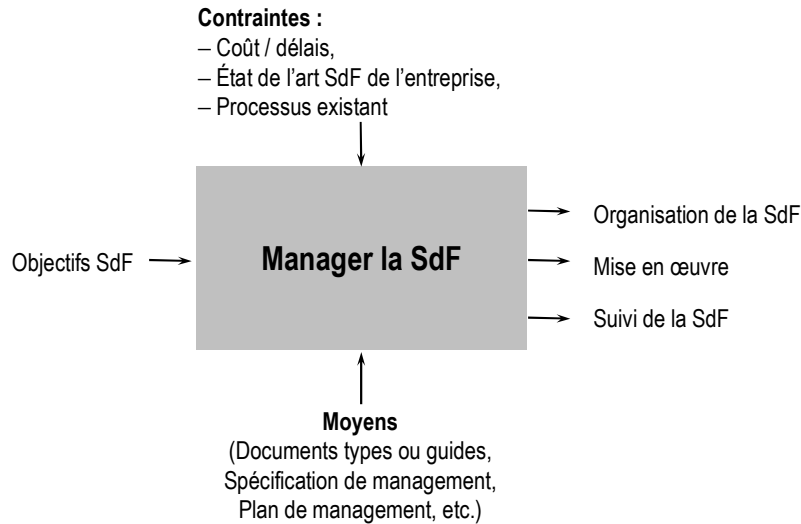 Contraintes :
– Coût / délais,
– État de l’art SdF de l’entreprise,
– Processus existant
Objectifs SdF
Manager la SdF
Organisation de la SdF
Mise en œuvre
Suivi de la SdF
Moyens
(Documents types ou guides,
Spécification de management,
Plan de management, etc.)